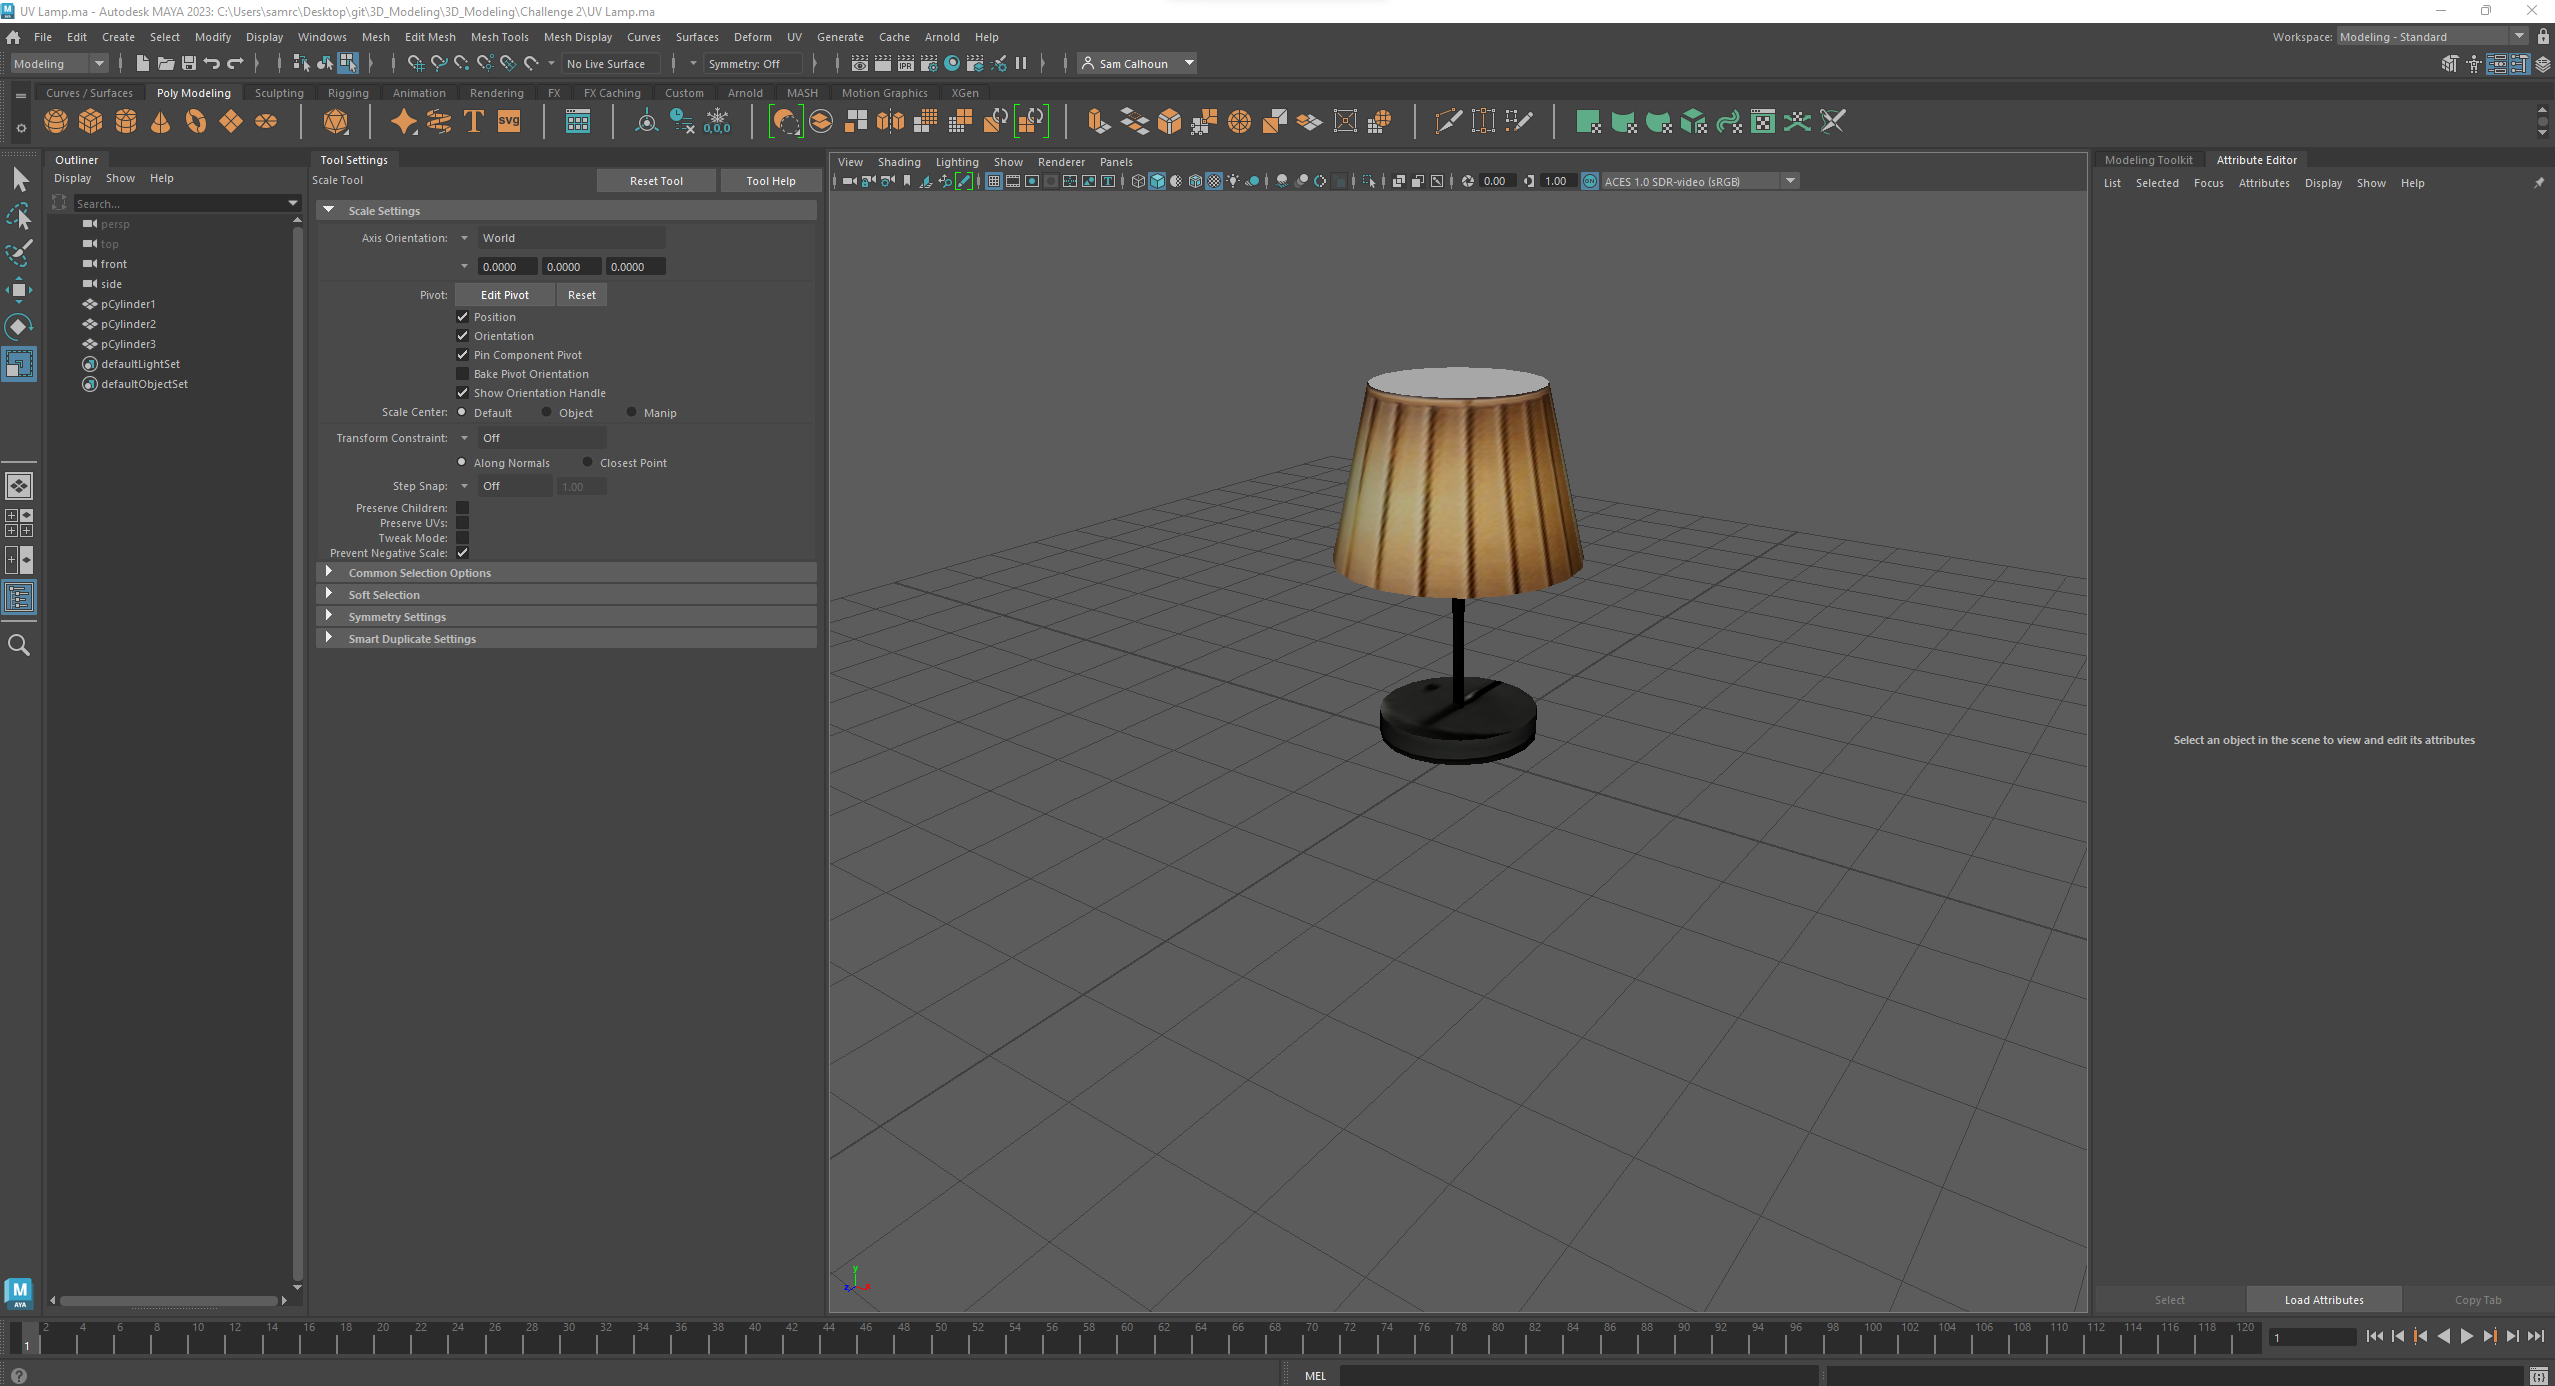 UV Lamp.ma - Autodesk MAYA 2023: C:\Users\samrc\Desktop\git\3D_Modeling\3D_Modeling\Challenge 2\UV Lamp.ma
File Edit Create Select Modify Display Windows Mesh Edit Mesh Mesh Tools Mesh Display Curves Surfaces Deform UV Generate Cache Arnold Help Workspace: Modeling - Standard
Modeling No Live Surface Symmetry: Off IPR Sam Calhoun
Curves / Surfaces Poly Modeling Sculpting Rigging Animation Rendering FX FX Caching Custom Arnold MASH Motion Graphics XGen
T svg 0,0,0
Outliner
Display Show Help
Search...
persp
top
front
side
pCylinder1
pCylinder2
pCylinder3
defaultLightSet
defaultObjectSet
Tool Settings
Scale Tool Reset Tool Tool Help
Scale Settings
Axis Orientation: World
0.0000 0.0000 0.0000
Pivot: Edit Pivot Reset
Position
Orientation
Pin Component Pivot
Bake Pivot Orientation
Show Orientation Handle
Scale Center: Default Object Manip
Transform Constraint: Off
Along Normals Closest Point
Step Snap: Off 1.00
Preserve Children:
Preserve UVs:
Tweak Mode:
Prevent Negative Scale:
Common Selection Options
Soft Selection
Symmetry Settings
Smart Duplicate Settings
View Shading Lighting Show Renderer Panels
0.00 1.00 ON ACES 1.0 SDR-video (sRGB)
y
z x
Modeling Toolkit Attribute Editor
List Selected Focus Attributes Display Show Help
Select an object in the scene to view and edit its attributes
Select Load Attributes Copy Tab
M
AYA
2 4 6 8 10 12 14 16 18 20 22 24 26 28 30 32 34 36 38 40 42 44 46 48 50 52 54 56 58 60 62 64 66 68 70 72 74 76 78 80 82 84 86 88 90 92 94 96 98 100 102 104 106 108 110 112 114 116 118 120
1 1
MEL